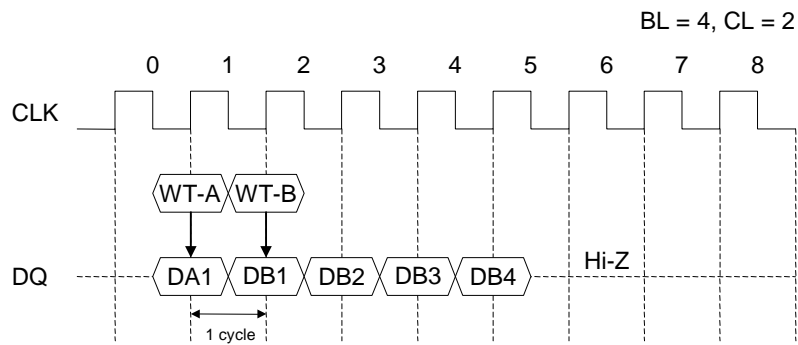 BL = 4, CL = 2
0 1 2 3 4 5 6 7 8
CLK
WT-A WT-B
DQ DA1 DB1 DB2 DB3 DB4 Hi-Z
1 cycle